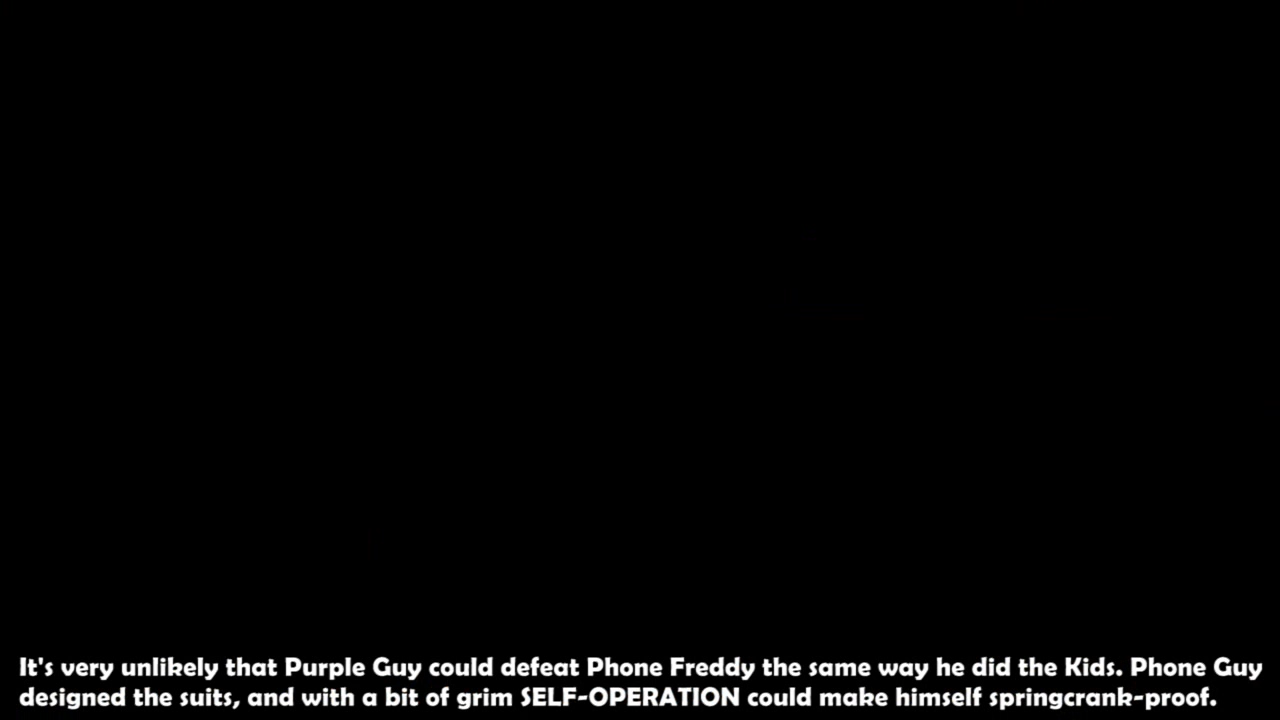 It's very unlikely that Purple Guy could defeat Phone Freddy the same way he did the Kids. Phone Guy
designed the suits, and with a bit of grim SELF-OPERATION could make himself springcrank-proof.